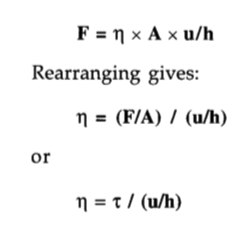 F = η × A × u/h
Rearranging gives:
η = (F/A) / (u/h)
or
η = τ / (u/h)